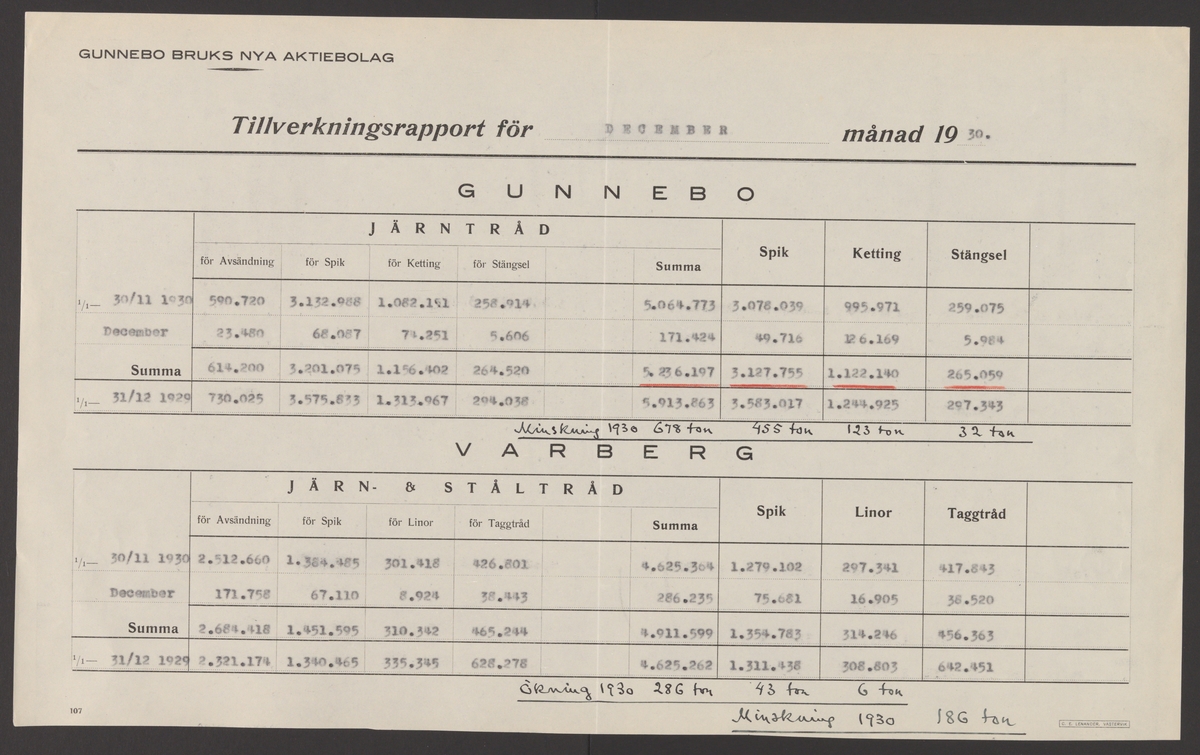 GUNNEBO BRUKS NYA AKTIEBOLAG
Tillverkningsrapport för DECEMBER månad 19 30.
GUNNEBO
JÄRNTRÅD Spik Ketting Stängsel
för Avsändning för Spik för Ketting för Stängsel Summa
1/1— 30/11 1930 590.720 3.132.988 1.082.151 258.914 5.064.773 3.078.039 995.971 259.075
December 23.480 68.087 74.251 5.606 171.424 49.716 126.169 5.984
Summa 614.200 3.201.075 1.156.402 264.520 5.236.197 3.127.755 1.122.140 265.059
1/1— 31/12 1929 730.025 3.575.833 1.313.967 294.038 5.913.863 3.583.017 1.244.925 297.343
Minskning 1930 678 ton 455 ton 123 ton 32 ton
VARBERG
JÄRN- & STÅLTRÅD Spik Linor Taggtråd
för Avsändning för Spik för Linor för Taggtråd Summa
1/1— 30/11 1930 2.512.660 1.384.485 301.418 426.801 4.625.364 1.279.102 297.341 417.843
December 171.758 67.110 8.924 38.443 286.235 75.681 16.905 38.520
Summa 2.684.418 1.451.595 310.342 465.244 4.911.599 1.354.783 314.246 456.363
1/1— 31/12 1929 2.321.174 1.340.465 335.345 628.278 4.625.262 1.311.438 308.803 642.451
Ökning 1930 286 ton 43 ton 6 ton
Minskning 1930 186 ton
107
C. E. LENANDER, VÄSTERVIK